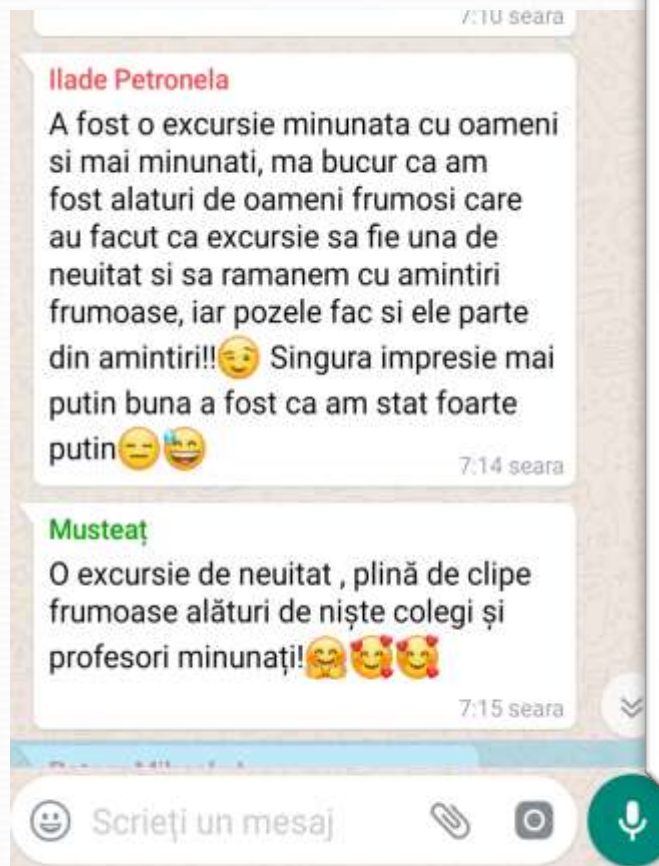 7:10 seara
Ilade Petronela
A fost o excursie minunata cu oameni
si mai minunati, ma bucur ca am
fost alaturi de oameni frumosi care
au facut ca excursie sa fie una de
neuitat si sa ramanem cu amintiri
frumoase, iar pozele fac si ele parte
din amintiri!!😉 Singura impresie mai
putin buna a fost ca am stat foarte
putin😑😅
7:14 seara
Musteaț
O excursie de neuitat , plină de clipe
frumoase alături de niște colegi și
profesori minunați!🤗🥰🥰
7:15 seara
Scrieți un mesaj